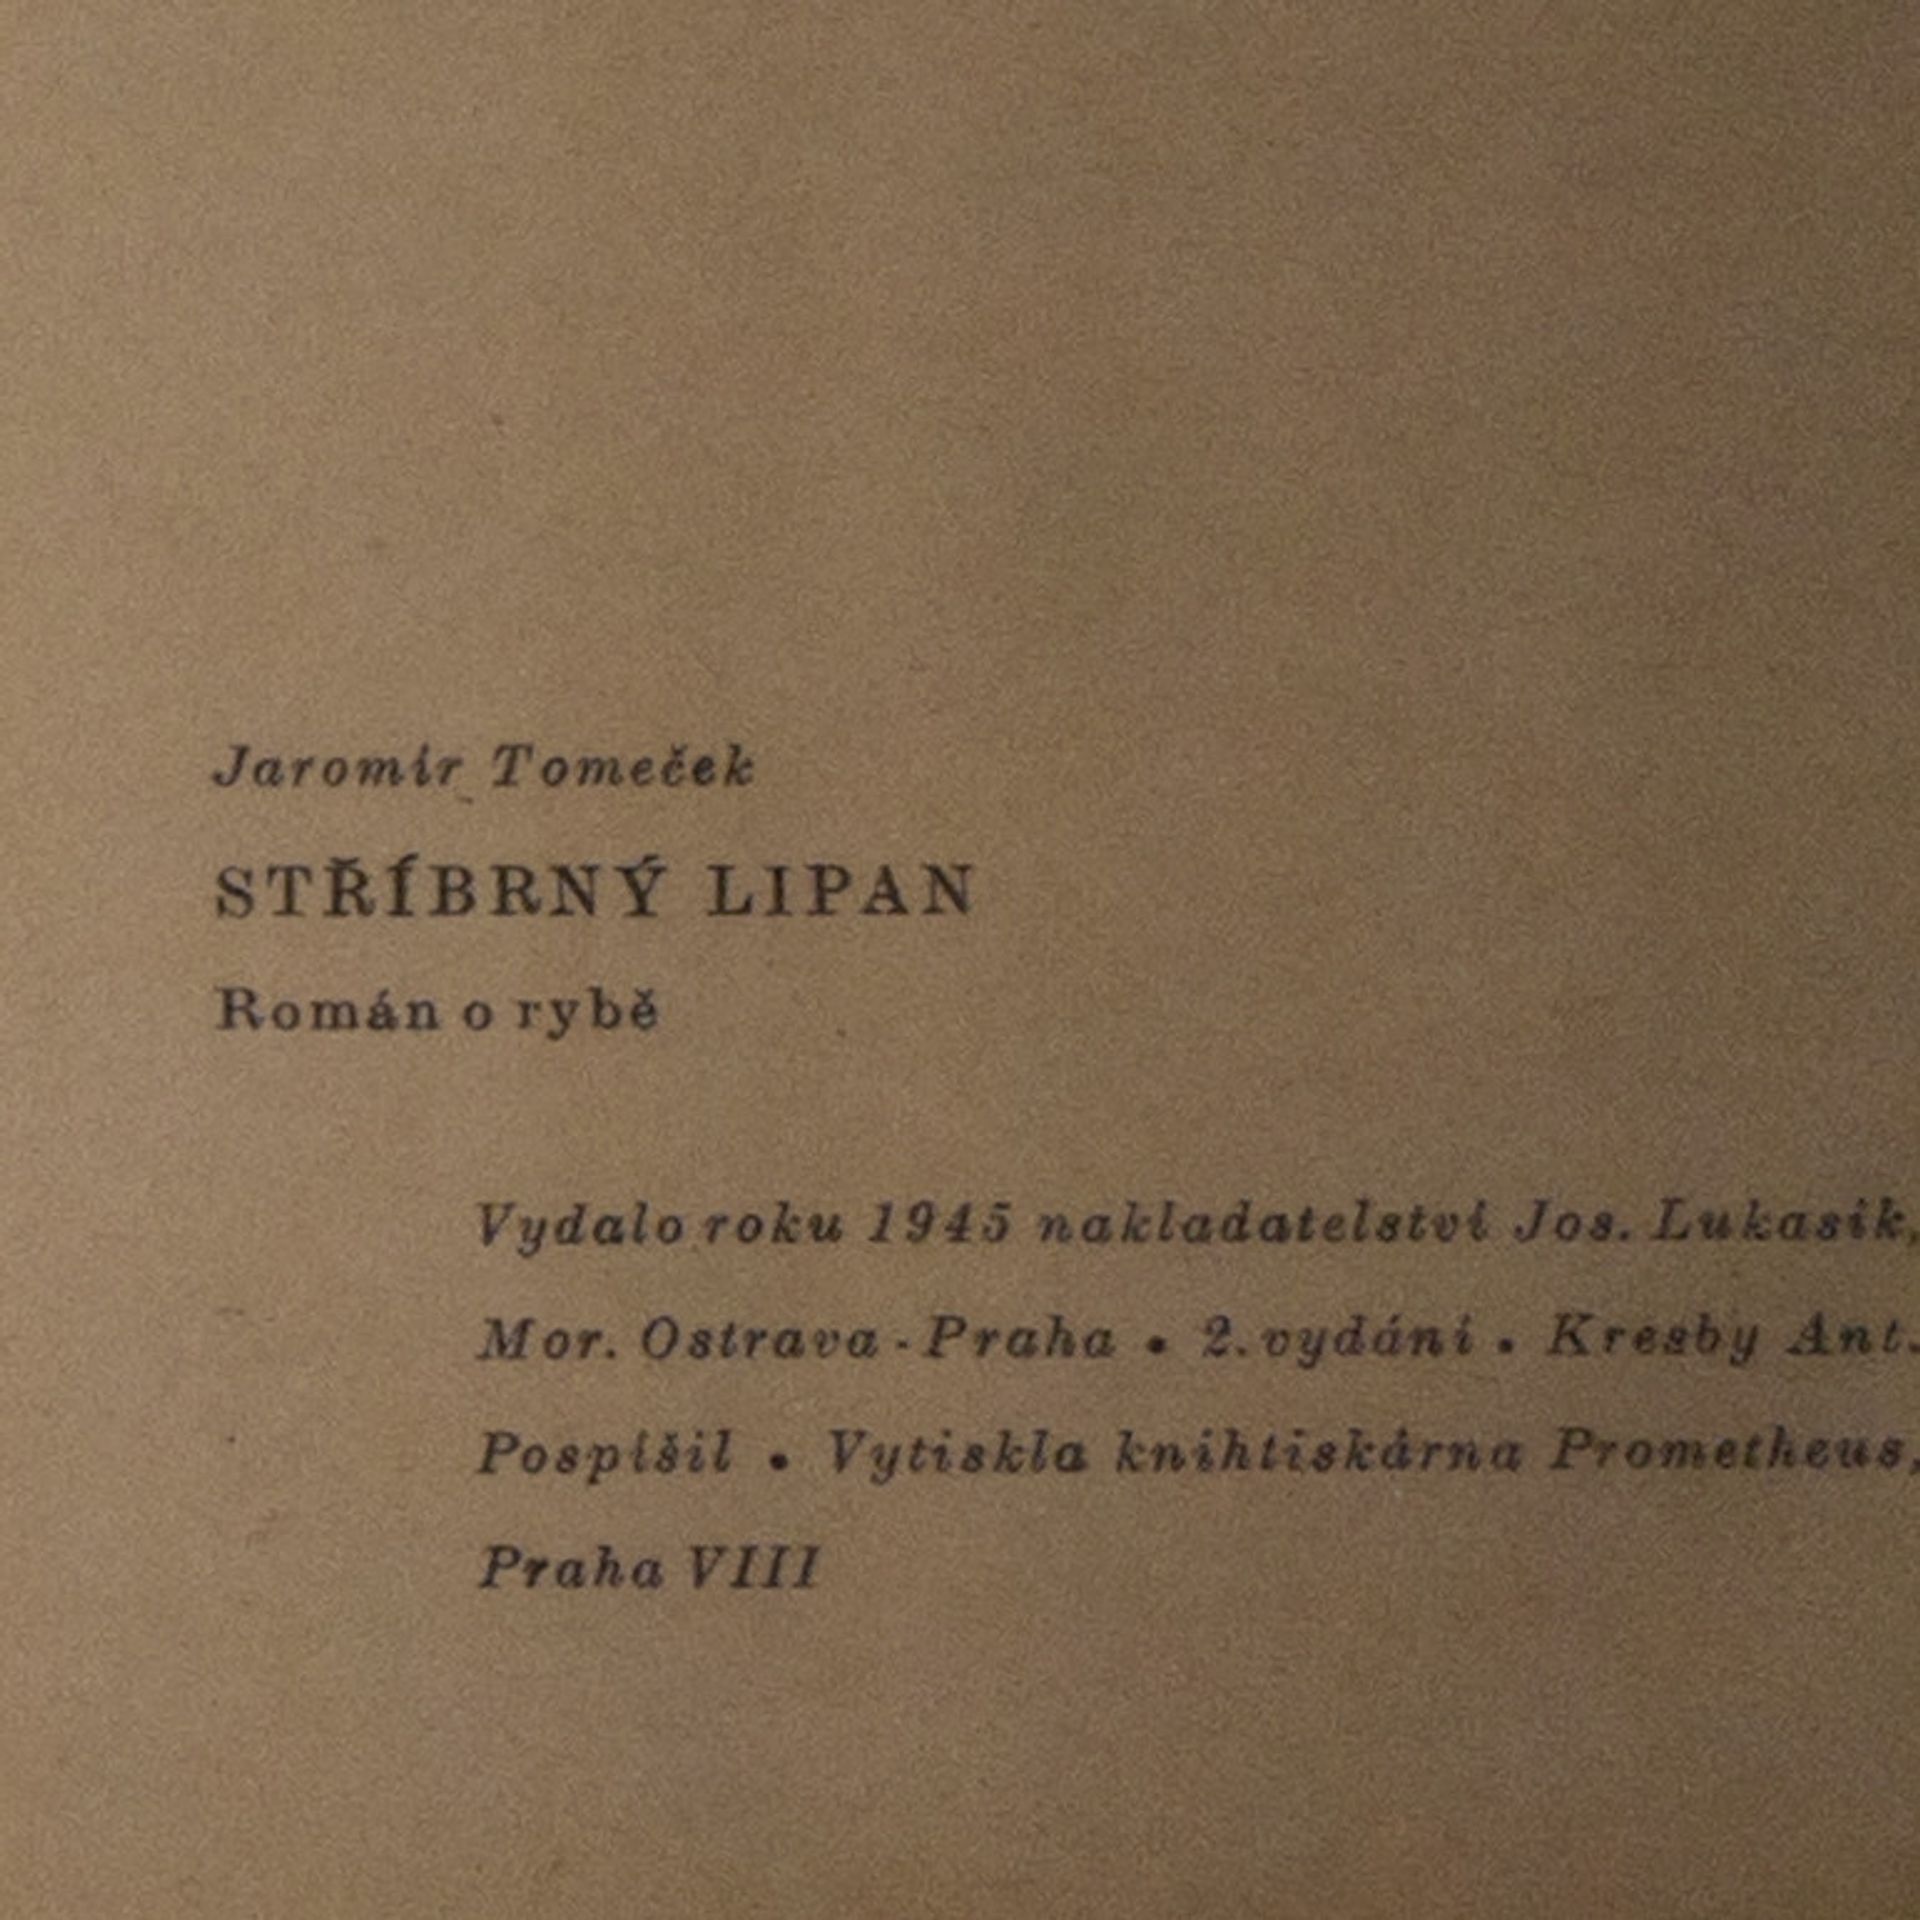 Jaromír Tomeček
STŘÍBRNÝ LIPAN
Román o rybě
Vydalo roku 1945 nakladatelství Jos. Lukasík,
Mor. Ostrava - Praha • 2. vydání • Kresby Ant.
Pospíšil • Vytiskla knihtiskárna Prometheus,
Praha VIII